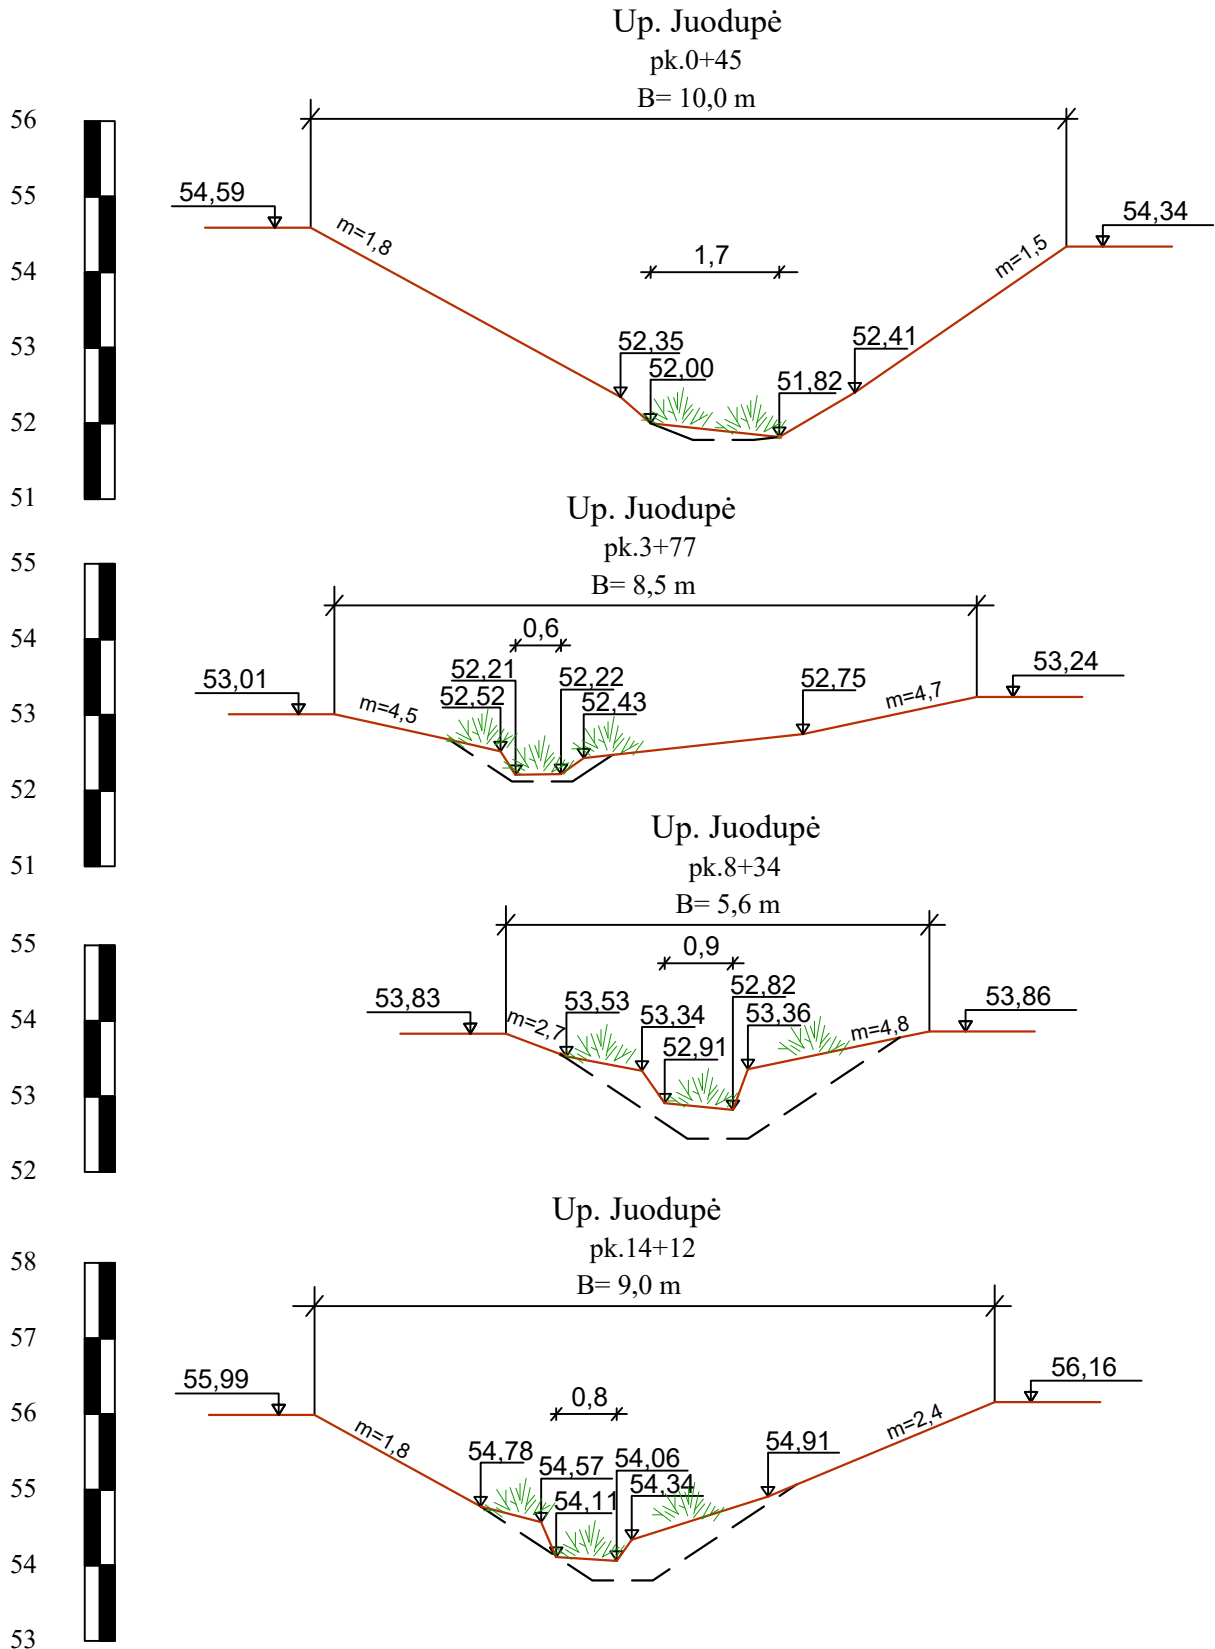 Up. Juodupė
pk.0+45
B= 10,0 m
56
55
54
53
52
51
54,59
m=1,8
1,7
m=1,5
54,34
52,35
52,00
51,82
52,41
Up. Juodupė
pk.3+77
B= 8,5 m
55
54
53
52
51
53,01
m=4,5
0,6
52,21
52,52
52,22
52,43
52,75
m=4,7
53,24
Up. Juodupė
pk.8+34
B= 5,6 m
55
54
53
52
53,83
m=2,7
0,9
53,53
53,34
52,91
52,82
53,36
m=4,8
53,86
Up. Juodupė
pk.14+12
B= 9,0 m
58
57
56
55
54
53
55,99
m=1,8
0,8
54,78
54,57
54,11
54,06
54,34
54,91
m=2,4
56,16